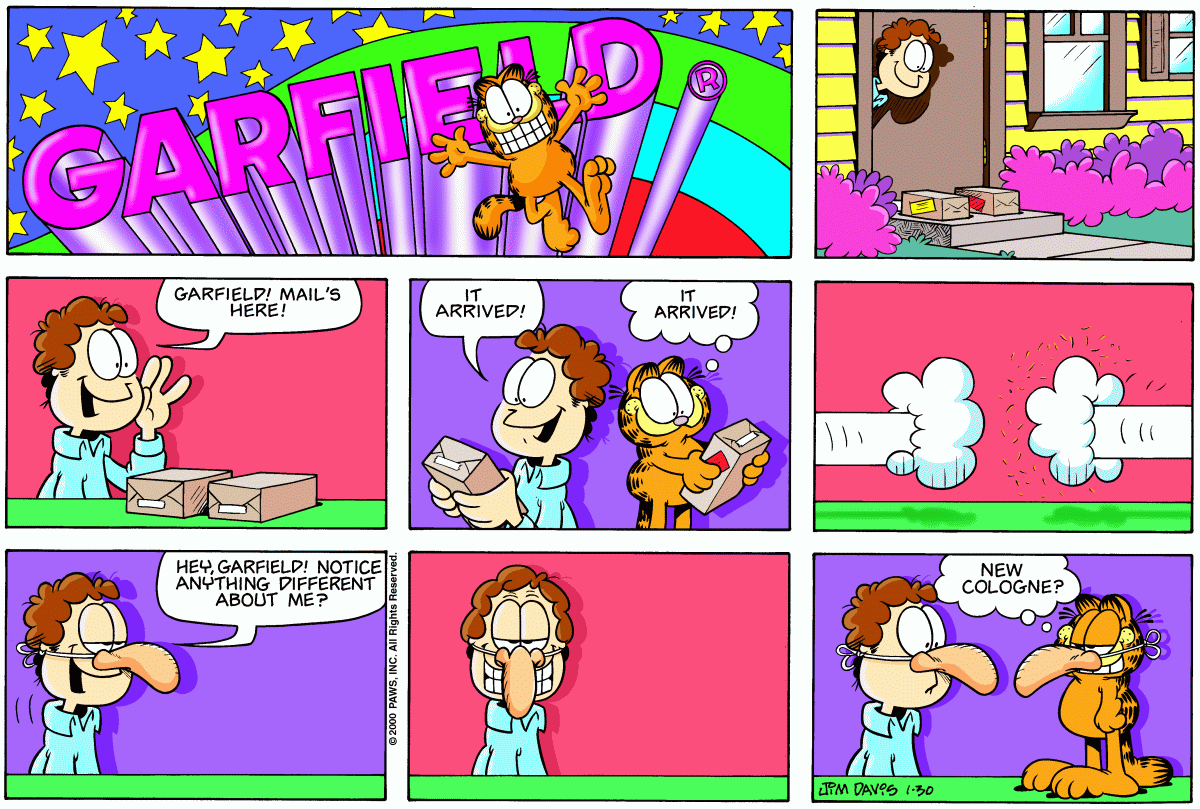 GARFIELD®
GARFIELD! MAIL'S
HERE!
IT
ARRIVED!
IT
ARRIVED!
HEY, GARFIELD! NOTICE
ANYTHING DIFFERENT
ABOUT ME?
©2000 PAWS, INC. All Rights Reserved.
NEW
COLOGNE?
JIM DAVIS 1·30